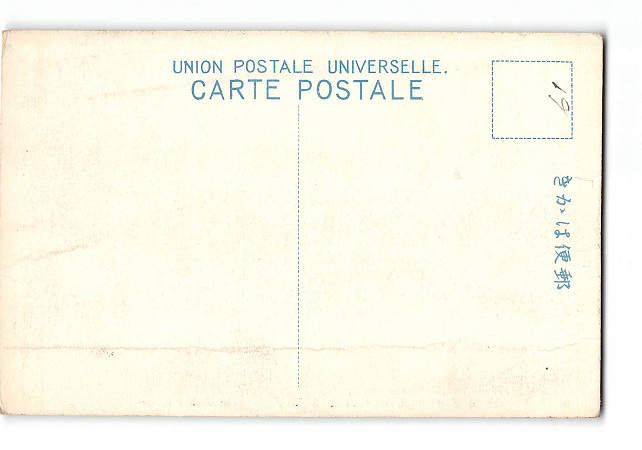 UNION POSTALE UNIVERSELLE.
CARTE POSTALE
19
きかは便郵